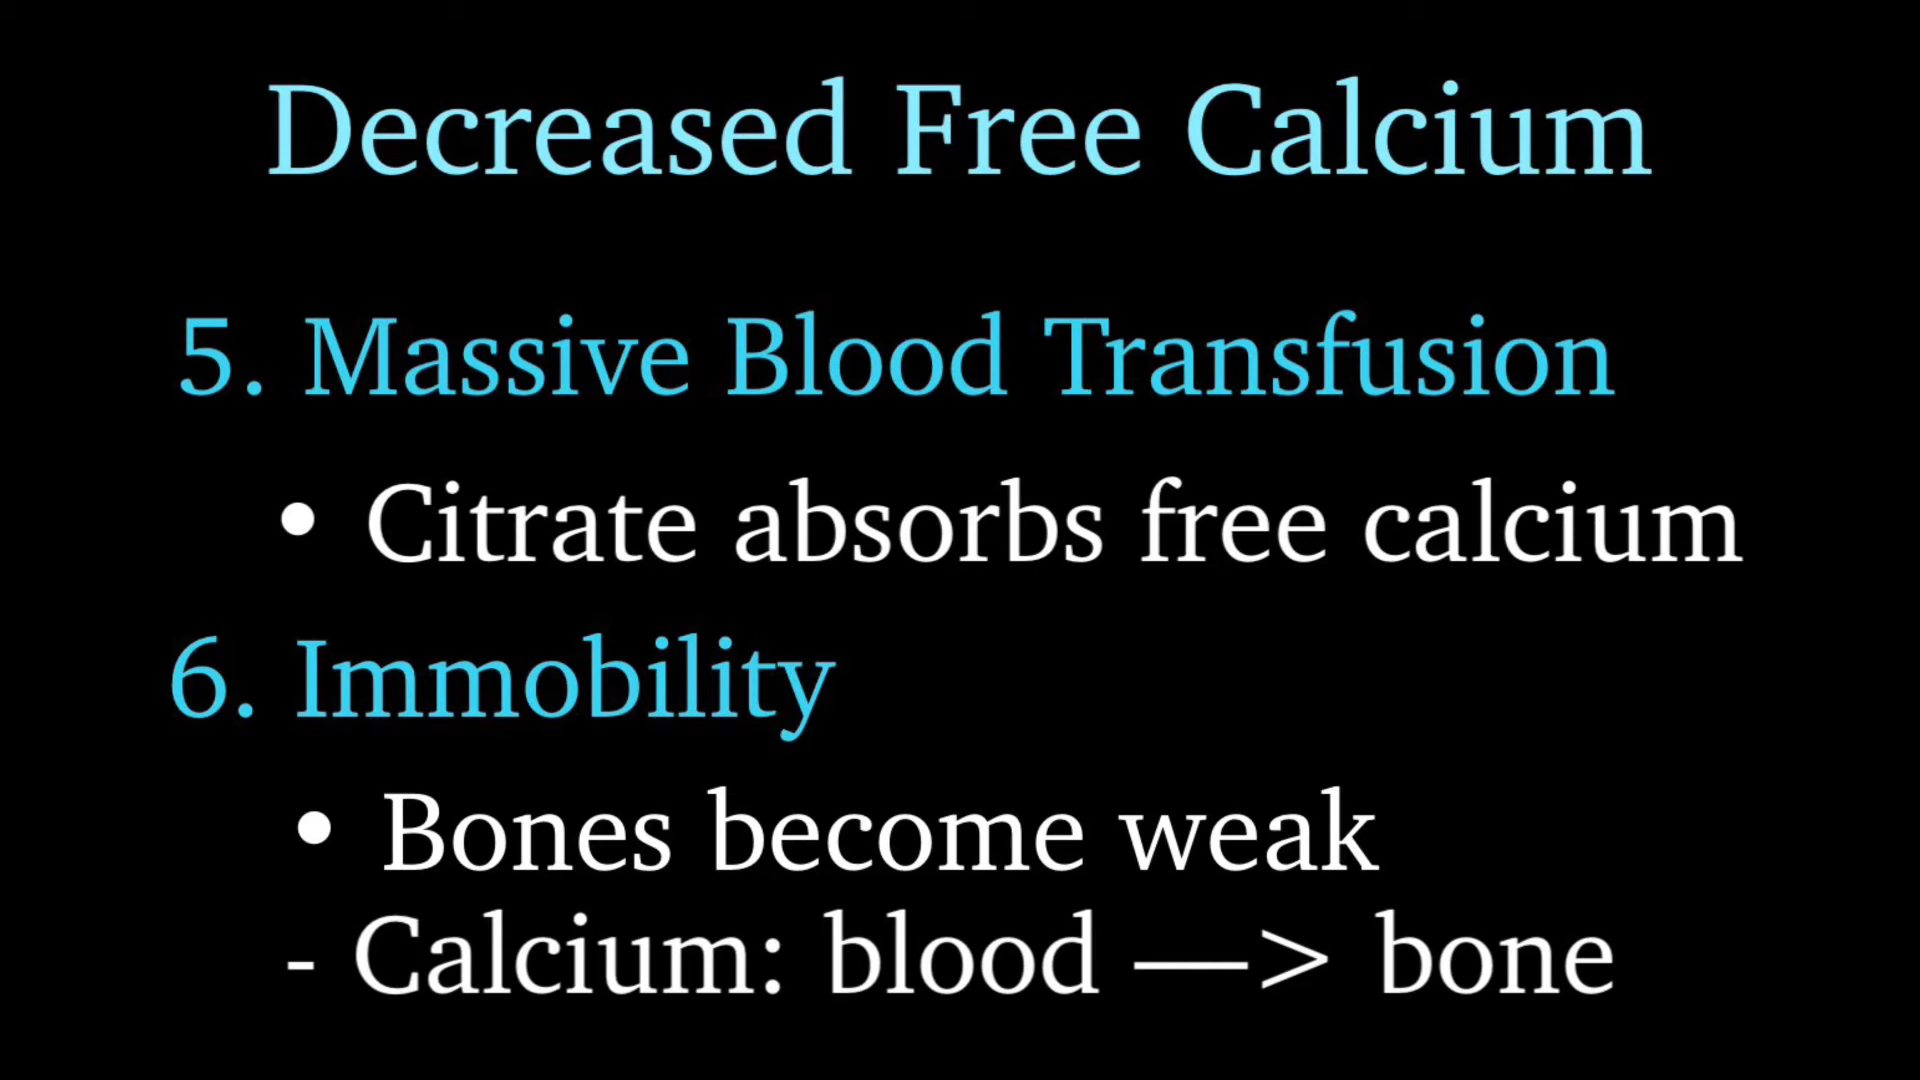 Decreased Free Calcium
5. Massive Blood Transfusion
• Citrate absorbs free calcium
6. Immobility
• Bones become weak
- Calcium: blood —> bone